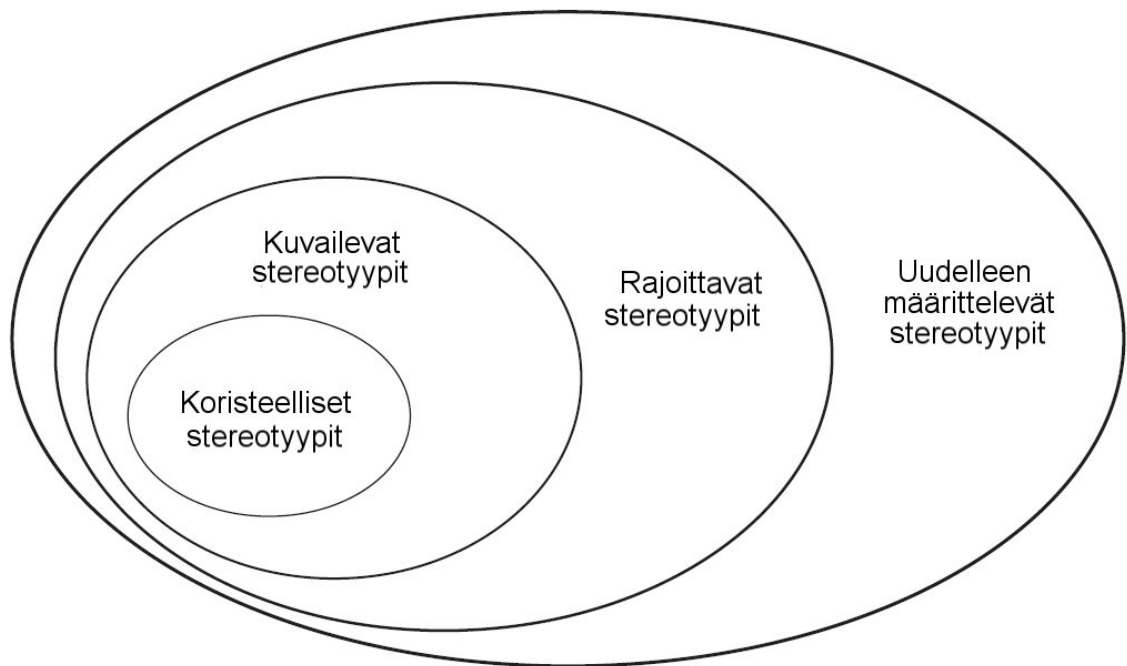 Kuvailevat
stereotyypit
Rajoittavat
stereotyypit
Uudelleen
määrittelevät
stereotyypit
Koristeelliset
stereotyypit